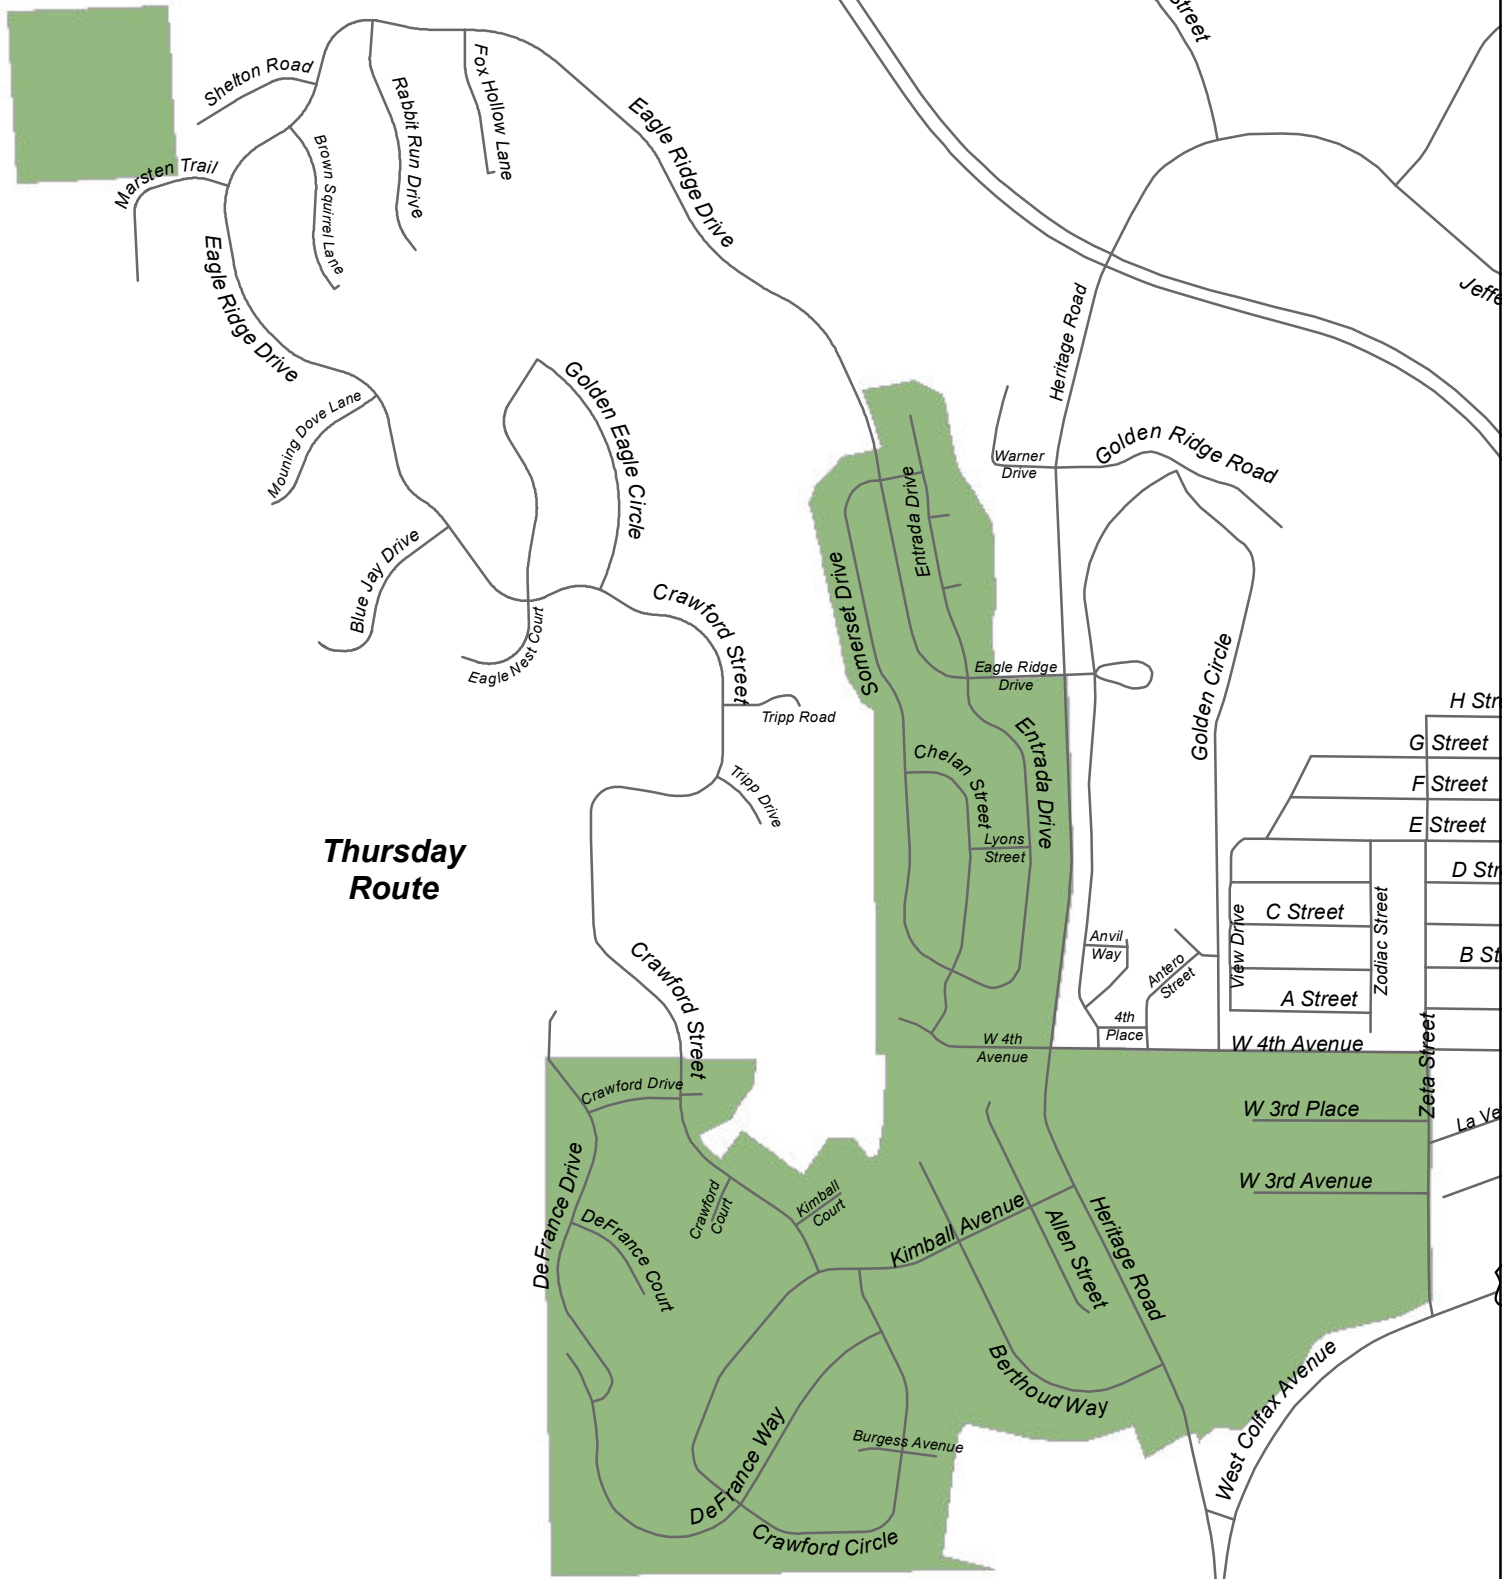 Street
Shelton Road
Fox Hollow Lane
Rabbit Run Drive
Eagle Ridge Drive
Brown Squirrel Lane
Marsten Trail
Eagle Ridge Drive
Heritage Road
Jeffe
Mouning Dove Lane
Golden Eagle Circle
Golden Ridge Road
Warner
Drive
Entrada Drive
Blue Jay Drive
Somerset Drive
Crawford Street
Eagle Nest Court
Golden Circle
Eagle Ridge
Drive
Tripp Road
H Str
G Street
Entrada Drive
Chelan Street
Tripp Drive
F Street
E Street
Lyons
Street
Thursday
Route
D Str
C Street
View Drive
Zodiac Street
Anvil
Way
Antero
Street
B St
A Street
Crawford Street
4th
Place
W 4th
Avenue
W 4th Avenue
Zeta Street
Crawford Drive
W 3rd Place
La Ve
DeFrance Drive
W 3rd Avenue
Crawford
Court
Kimball
Court
DeFrance Court
Kimball Avenue
Allen Street
Heritage Road
Berthoud Way
West Colfax Avenue
Burgess Avenue
DeFrance Way
Crawford Circle